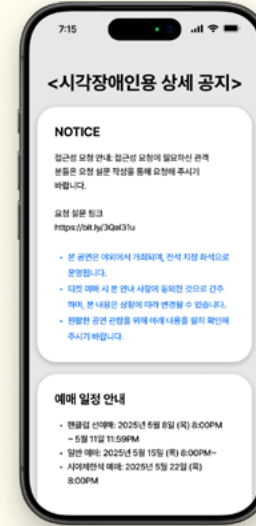 7:15
<시각장애인용 상세 공지>
NOTICE
접근성 요청 안내: 접근성 요청이 필요하신 관객
분들은 요청 설문 작성을 통해 요청해 주시기
바랍니다.
요청 설문 링크
https://bit.ly/3Qal31u
• 본 공연은 야외에서 개최되며, 전석 지정 좌석으로
운영됩니다.
• 티켓 예매 시 본 안내 사항에 동의한 것으로 간주
하며, 본 내용은 상황에 따라 변경될 수 있습니다.
• 원활한 공연 관람을 위해 아래 내용을 필히 확인해
주시기 바랍니다.
예매 일정 안내
• 팬클럽 선예매: 2025년 5월 8일 (목) 8:00PM
~ 5월 11일 11:59PM
• 일반 예매: 2025년 5월 15일 (목) 8:00PM~
• 시야제한석 예매: 2025년 5월 22일 (목)
8:00PM